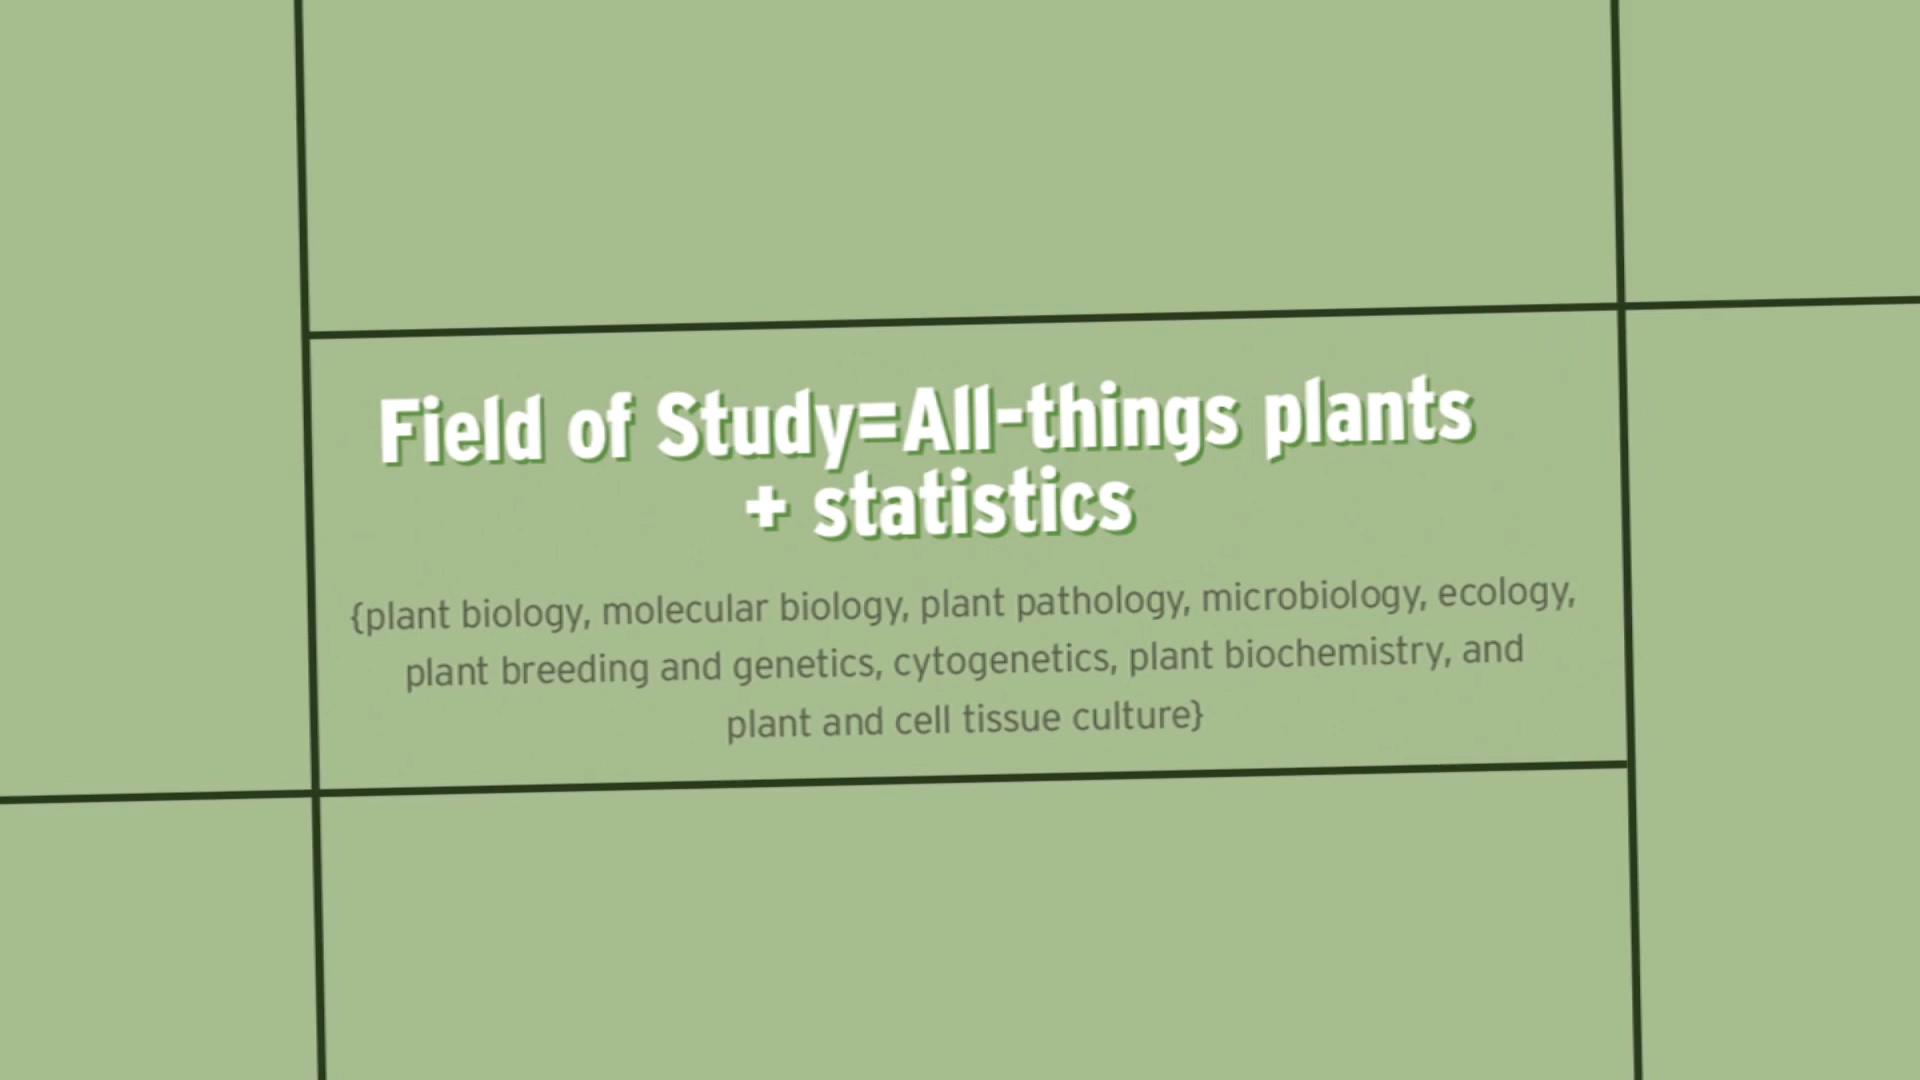 Field of Study=All-things plants
+ statistics
{plant biology, molecular biology, plant pathology, microbiology, ecology,
plant breeding and genetics, cytogenetics, plant biochemistry, and
plant and cell tissue culture}